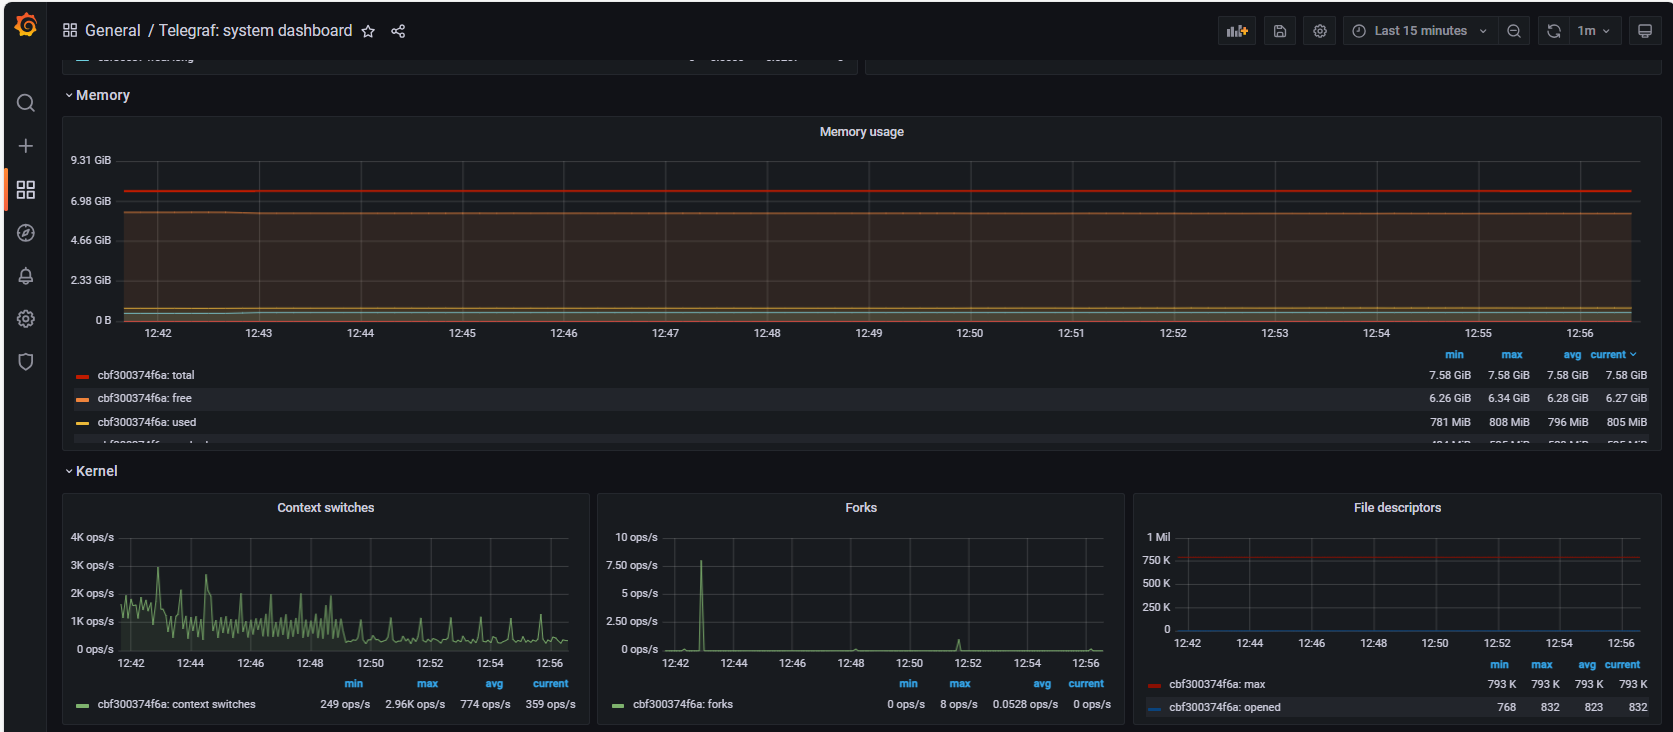 General / Telegraf: system dashboard
Last 15 minutes
1m
Memory
Memory usage
9.31 GiB
6.98 GiB
4.66 GiB
2.33 GiB
0 B
12:42 12:43 12:44 12:45 12:46 12:47 12:48 12:49 12:50 12:51 12:52 12:53 12:54 12:55 12:56
min max avg current
cbf300374f6a: total 7.58 GiB 7.58 GiB 7.58 GiB 7.58 GiB
cbf300374f6a: free 6.26 GiB 6.34 GiB 6.28 GiB 6.27 GiB
cbf300374f6a: used 781 MiB 808 MiB 796 MiB 805 MiB
Kernel
Context switches
4K ops/s
3K ops/s
2K ops/s
1K ops/s
0 ops/s
12:42 12:44 12:46 12:48 12:50 12:52 12:54 12:56
min max avg current
cbf300374f6a: context switches 249 ops/s 2.96K ops/s 774 ops/s 359 ops/s
Forks
10 ops/s
7.50 ops/s
5 ops/s
2.50 ops/s
0 ops/s
12:42 12:44 12:46 12:48 12:50 12:52 12:54 12:56
min max avg current
cbf300374f6a: forks 0 ops/s 8 ops/s 0.0528 ops/s 0 ops/s
File descriptors
1 Mil
750 K
500 K
250 K
0
12:42 12:44 12:46 12:48 12:50 12:52 12:54 12:56
min max avg current
cbf300374f6a: max 793 K 793 K 793 K 793 K
cbf300374f6a: opened 768 832 823 832